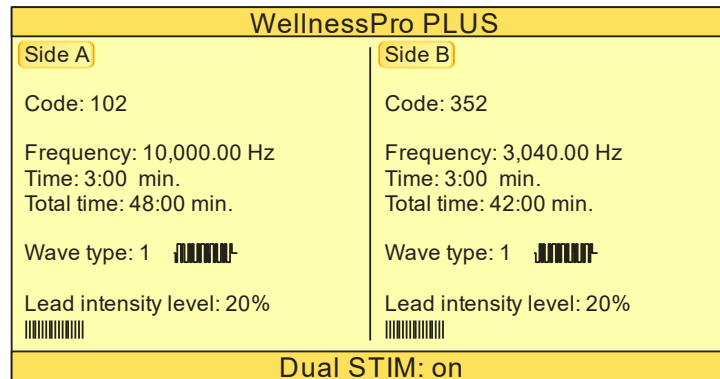 WellnessPro PLUS
Side A
Code: 102
Frequency: 10,000.00 Hz
Time: 3:00 min.
Total time: 48:00 min.
Wave type: 1
Lead intensity level: 20%
Side B
Code: 352
Frequency: 3,040.00 Hz
Time: 3:00 min.
Total time: 42:00 min.
Wave type: 1
Lead intensity level: 20%
Dual STIM: on